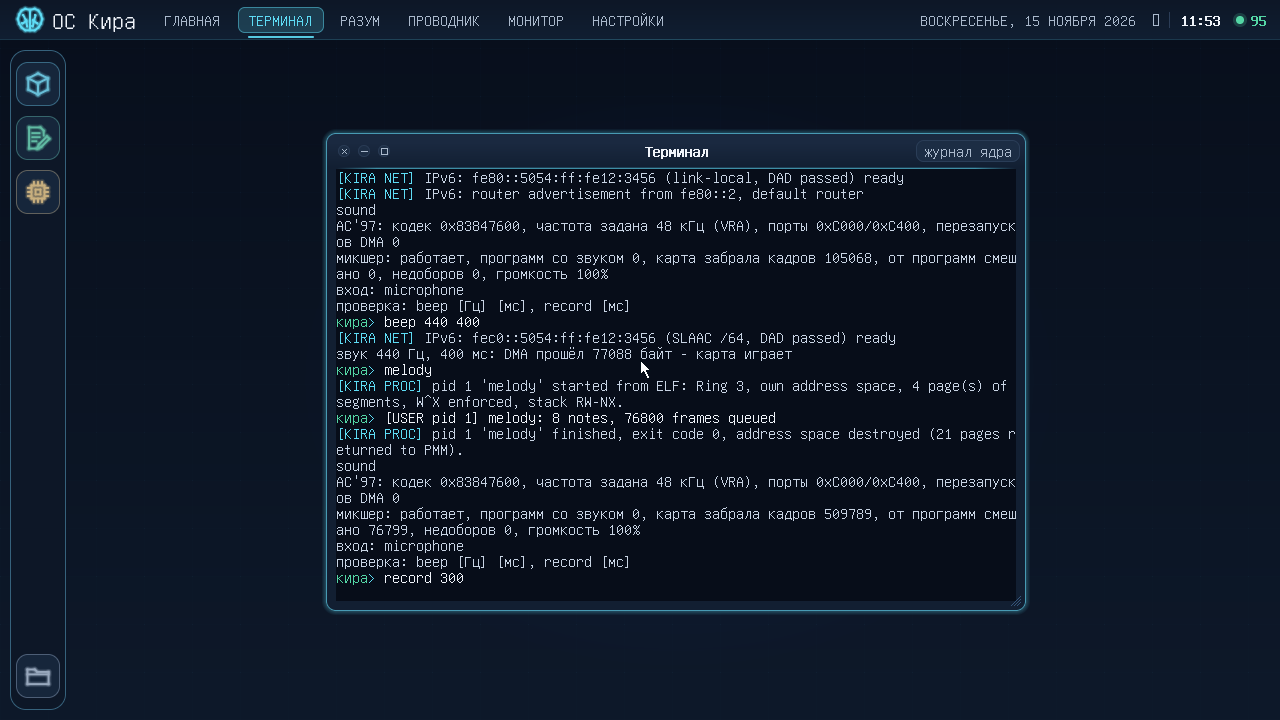 ОС Кира ГЛАВНАЯ ТЕРМИНАЛ РАЗУМ ПРОВОДНИК МОНИТОР НАСТРОЙКИ ВОСКРЕСЕНЬЕ, 15 НОЯБРЯ 2026 11:53 95
Терминал журнал ядра
[KIRA NET] IPv6: fe80::5054:ff:fe12:3456 (link-local, DAD passed) ready
[KIRA NET] IPv6: router advertisement from fe80::2, default router
sound
AC'97: кодек 0x83847600, частота задана 48 кГц (VRA), порты 0xC000/0xC400, перезапуск
ов DMA 0
микшер: работает, программ со звуком 0, карта забрала кадров 105068, от программ смеш
ано 0, недоборов 0, громкость 100%
вход: microphone
проверка: beep [Гц] [мс], record [мс]
кира> beep 440 400
[KIRA NET] IPv6: fec0::5054:ff:fe12:3456 (SLAAC /64, DAD passed) ready
звук 440 Гц, 400 мс: DMA прошёл 77088 байт - карта играет
кира> melody
[KIRA PROC] pid 1 'melody' started from ELF: Ring 3, own address space, 4 page(s) of
segments, W^X enforced, stack RW-NX.
кира> [USER pid 1] melody: 8 notes, 76800 frames queued
[KIRA PROC] pid 1 'melody' finished, exit code 0, address space destroyed (21 pages r
eturned to PMM).
sound
AC'97: кодек 0x83847600, частота задана 48 кГц (VRA), порты 0xC000/0xC400, перезапуск
ов DMA 0
микшер: работает, программ со звуком 0, карта забрала кадров 509789, от программ смеш
ано 76799, недоборов 0, громкость 100%
вход: microphone
проверка: beep [Гц] [мс], record [мс]
кира> record 300